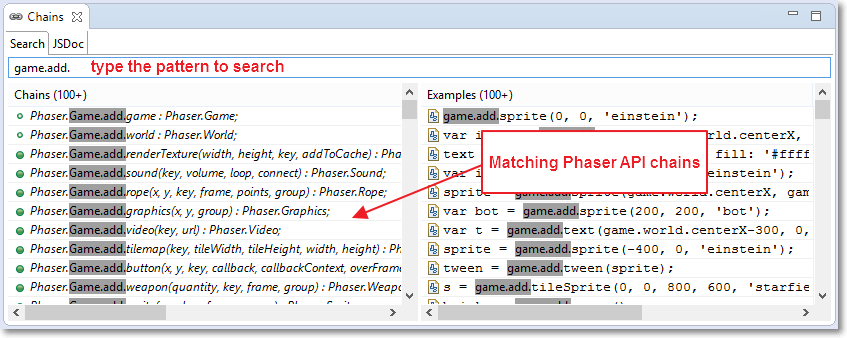 Chains
Search JSDoc
game.add. type the pattern to search
Chains (100+)
Phaser.Game.add.game : Phaser.Game;
Phaser.Game.add.world : Phaser.World;
Phaser.Game.add.renderTexture(width, height, key, addToCache) : Phas
Phaser.Game.add.sound(key, volume, loop, connect) : Phaser.Sound;
Phaser.Game.add.rope(x, y, key, frame, points, group) : Phaser.Rope;
Phaser.Game.add.graphics(x, y, group) : Phaser.Graphics;
Phaser.Game.add.video(key, url) : Phaser.Video;
Phaser.Game.add.tilemap(key, tileWidth, tileHeight, width, height) : Ph
Phaser.Game.add.button(x, y, key, callback, callbackContext, overFrame
Phaser.Game.add.weapon(quantity, key, frame, group) : Phaser.Weapo
Examples (100+)
game.add.sprite(0, 0, 'einstein');
var i world.centerX,
text fill: '#ffff
Matching Phaser API chains
var i
sprite = game.add.sprite(game.world.centerX, gam
var bot = game.add.sprite(200, 200, 'bot');
var t = game.add.text(game.world.centerX-300, 0,
sprite = game.add.sprite(-400, 0, 'einstein');
tween = game.add.tween(sprite);
s = game.add.tileSprite(0, 0, 800, 600, 'starfie